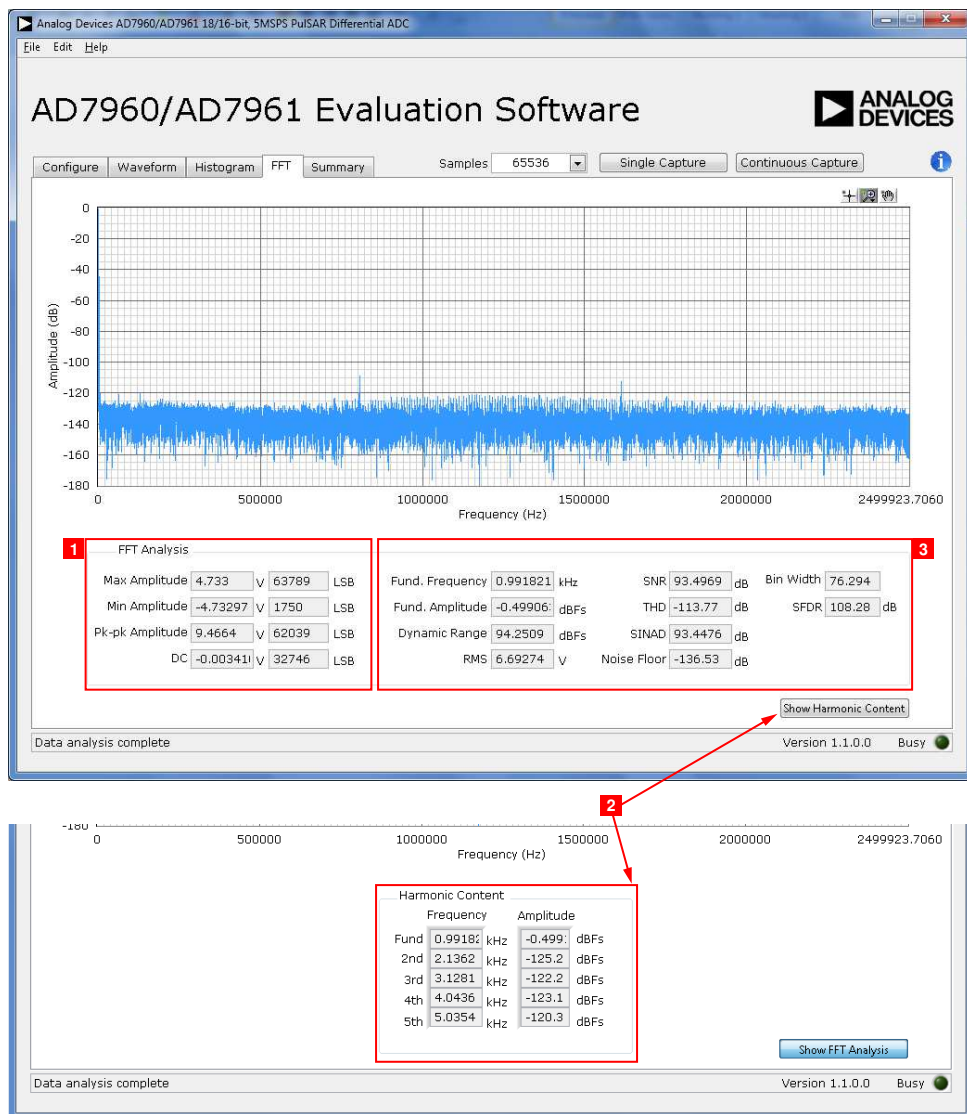 Analog Devices AD7960/AD7961 18/16-bit, 5MSPS PulSAR Differential ADC
File Edit Help
AD7960/AD7961 Evaluation Software
ANALOG
DEVICES
Configure Waveform Histogram FFT Summary
Samples 65536 Single Capture Continuous Capture
i
0
-20
-40
-60
-80
-100
-120
-140
-160
-180
Amplitude (dB)
0 500000 1000000 1500000 2000000 2499923.7060
Frequency (Hz)
1
FFT Analysis
Max Amplitude 4.733 V 63789 LSB
Min Amplitude -4.73297 V 1750 LSB
Pk-pk Amplitude 9.4664 V 62039 LSB
DC -0.00341 V 32746 LSB
3
Fund. Frequency 0.991821 kHz SNR 93.4969 dB Bin Width 76.294
Fund. Amplitude -0.49906 dBFs THD -113.77 dB SFDR 108.28 dB
Dynamic Range 94.2509 dBFs SINAD 93.4476 dB
RMS 6.69274 V Noise Floor -136.53 dB
Show Harmonic Content
Data analysis complete Version 1.1.0.0 Busy
2
-180
0 500000 1000000 1500000 2000000 2499923.7060
Frequency (Hz)
Harmonic Content
Frequency Amplitude
Fund 0.9918 kHz -0.499 dBFs
2nd 2.1362 kHz -125.2 dBFs
3rd 3.1281 kHz -122.2 dBFs
4th 4.0436 kHz -123.1 dBFs
5th 5.0354 kHz -120.3 dBFs
Show FFT Analysis
Data analysis complete Version 1.1.0.0 Busy